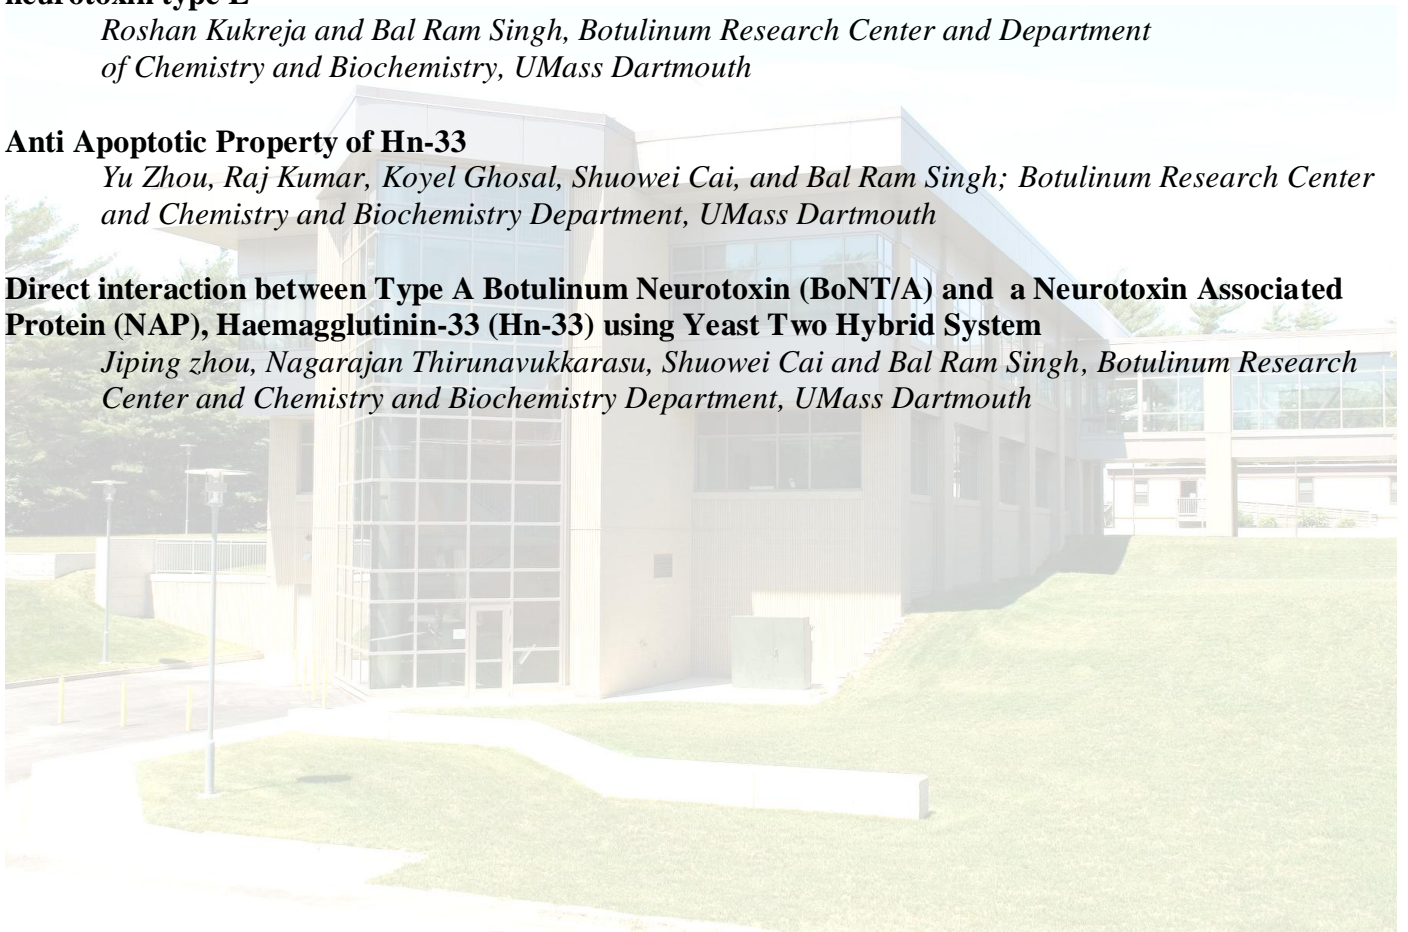 neurotoxin type E
Roshan Kukreja and Bal Ram Singh, Botulinum Research Center and Department
of Chemistry and Biochemistry, UMass Dartmouth
Anti Apoptotic Property of Hn-33
Yu Zhou, Raj Kumar, Koyel Ghosal, Shuowei Cai, and Bal Ram Singh; Botulinum Research Center
and Chemistry and Biochemistry Department, UMass Dartmouth
Direct interaction between Type A Botulinum Neurotoxin (BoNT/A) and  a Neurotoxin Associated
Protein (NAP), Haemagglutinin-33 (Hn-33) using Yeast Two Hybrid System
Jiping zhou, Nagarajan Thirunavukkarasu, Shuowei Cai and Bal Ram Singh, Botulinum Research
Center and Chemistry and Biochemistry Department, UMass Dartmouth